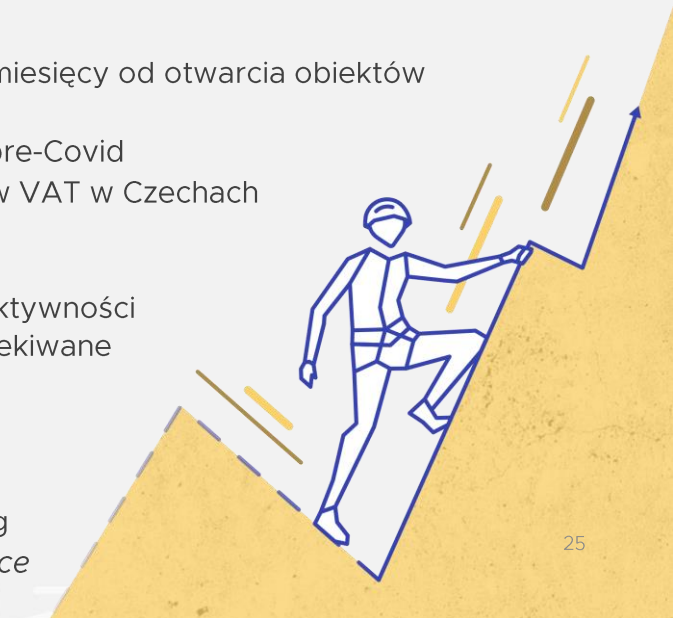 miesięcy od otwarcia obiektów
pre-Covid
w VAT w Czechach
ktywności
ekiwane
g
ce
25